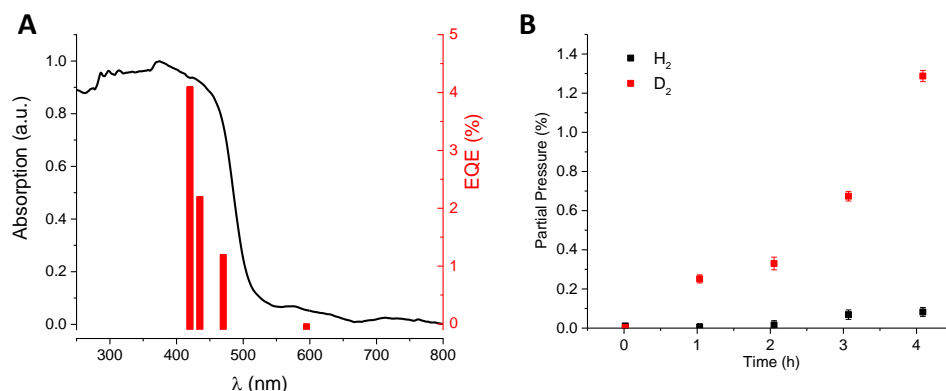 A
Absorption (a.u.)
1.0
0.8
0.6
0.4
0.2
0.0
300 400 500 600 700 800
λ (nm)
5
4
3
2
1
0
EQE (%)
B
Partial Pressure (%)
1.4
1.2
1.0
0.8
0.6
0.4
0.2
0.0
H₂
D₂
0 1 2 3 4
Time (h)